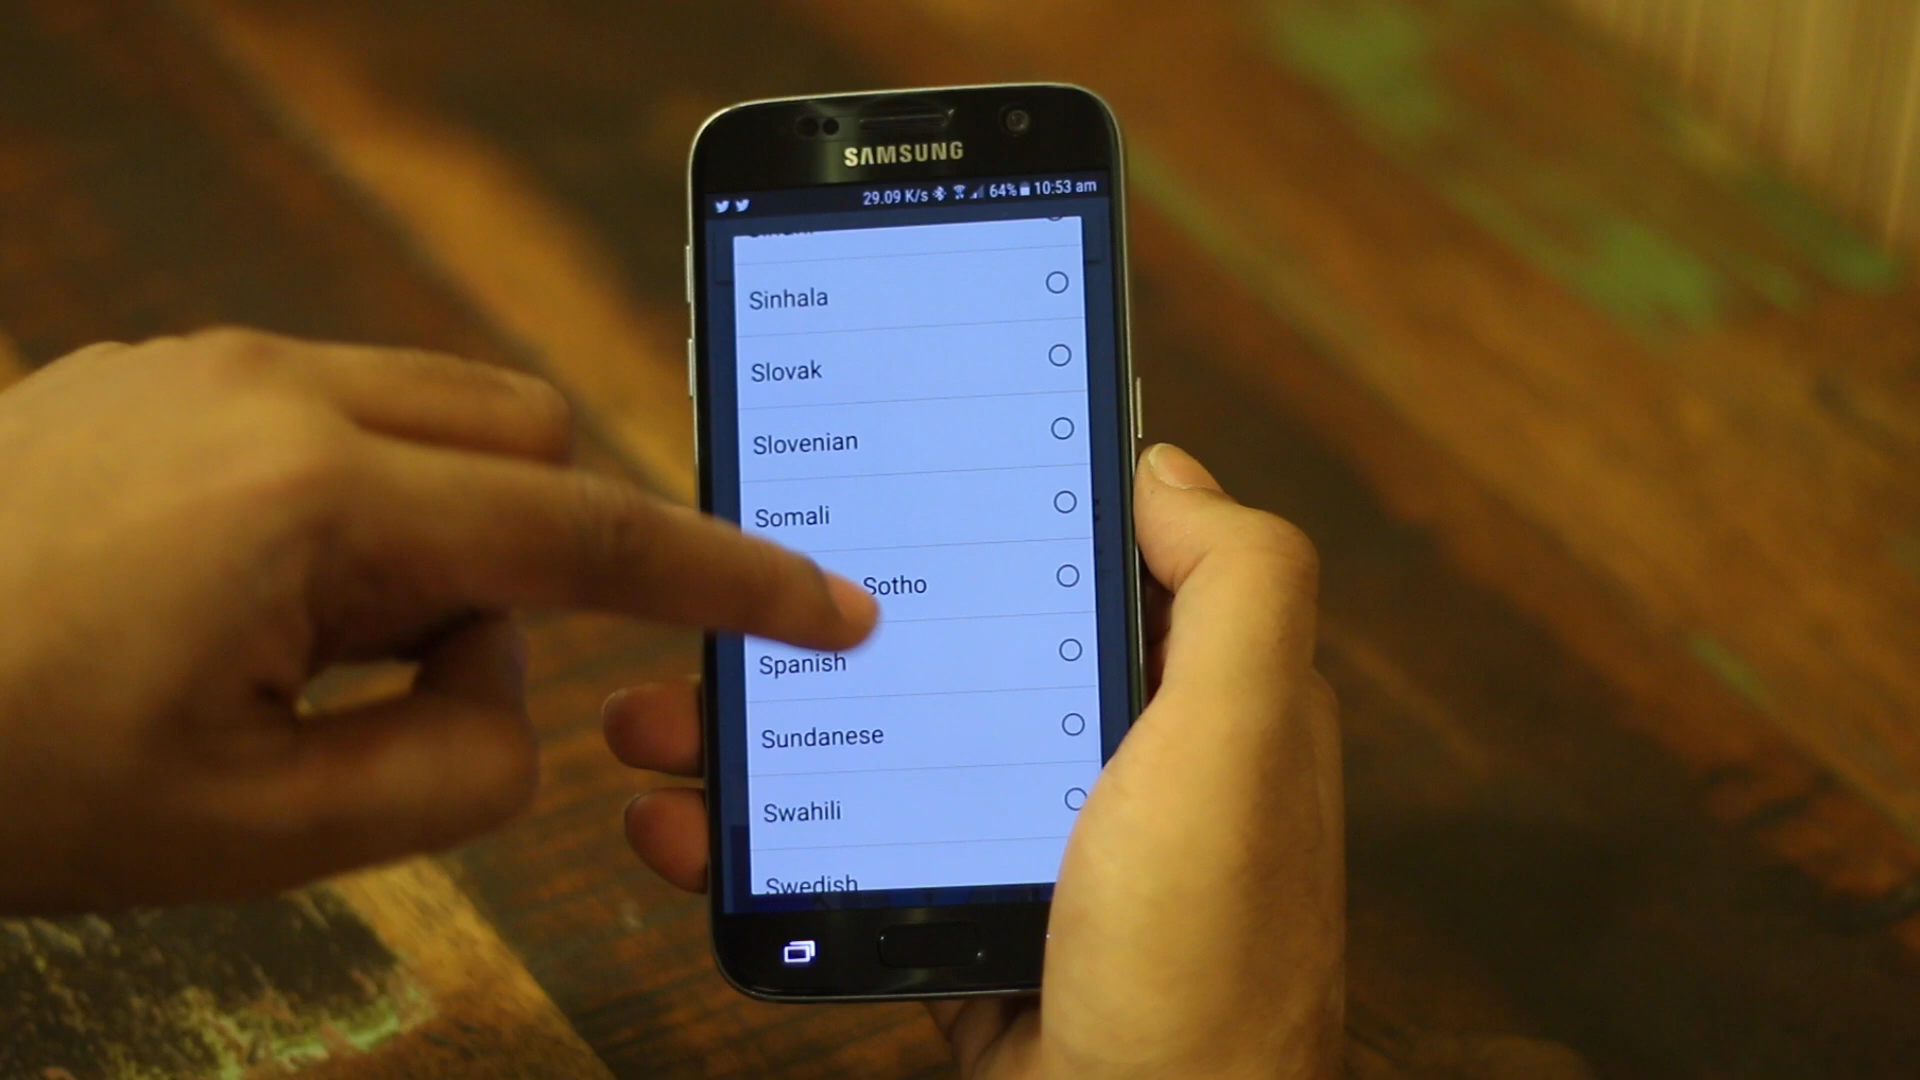 SAMSUNG
29.09 K/s 64% 10:53 am
Sinhala
Slovak
Slovenian
Somali
Sotho
Spanish
Sundanese
Swahili
Swedish